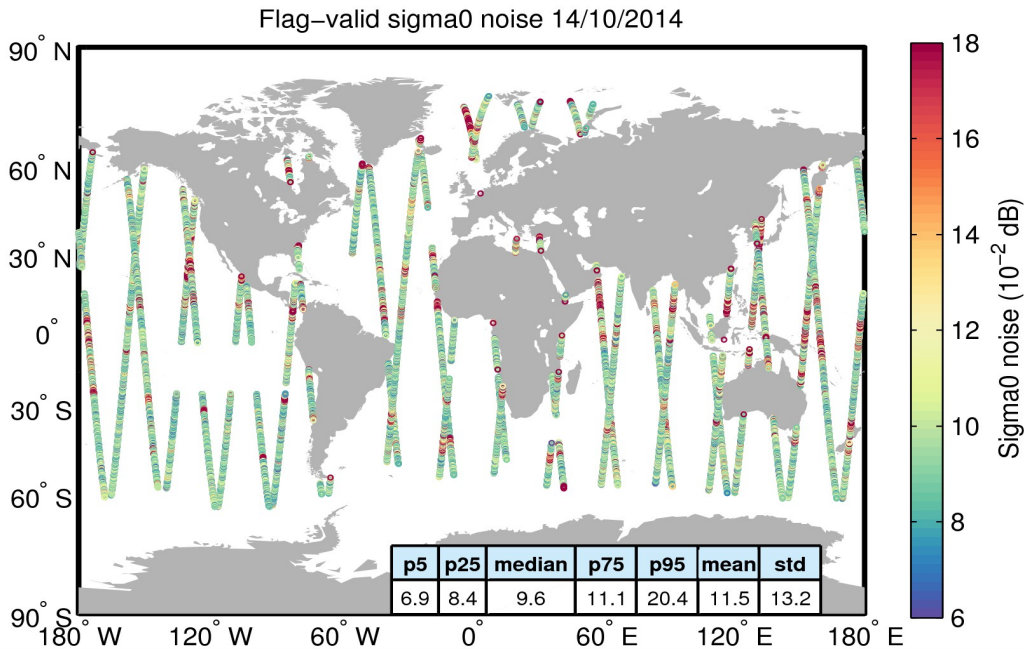 Flag−valid sigma0 noise 14/10/2014
90° N
60° N
30° N
0°
30° S
60° S
90° S
180° W 120° W 60° W 0° 60° E 120° E 180° E
p5 p25 median p75 p95 mean std
6.9 8.4 9.6 11.1 20.4 11.5 13.2
18
16
14
12
10
8
6
Sigma0 noise (10⁻² dB)